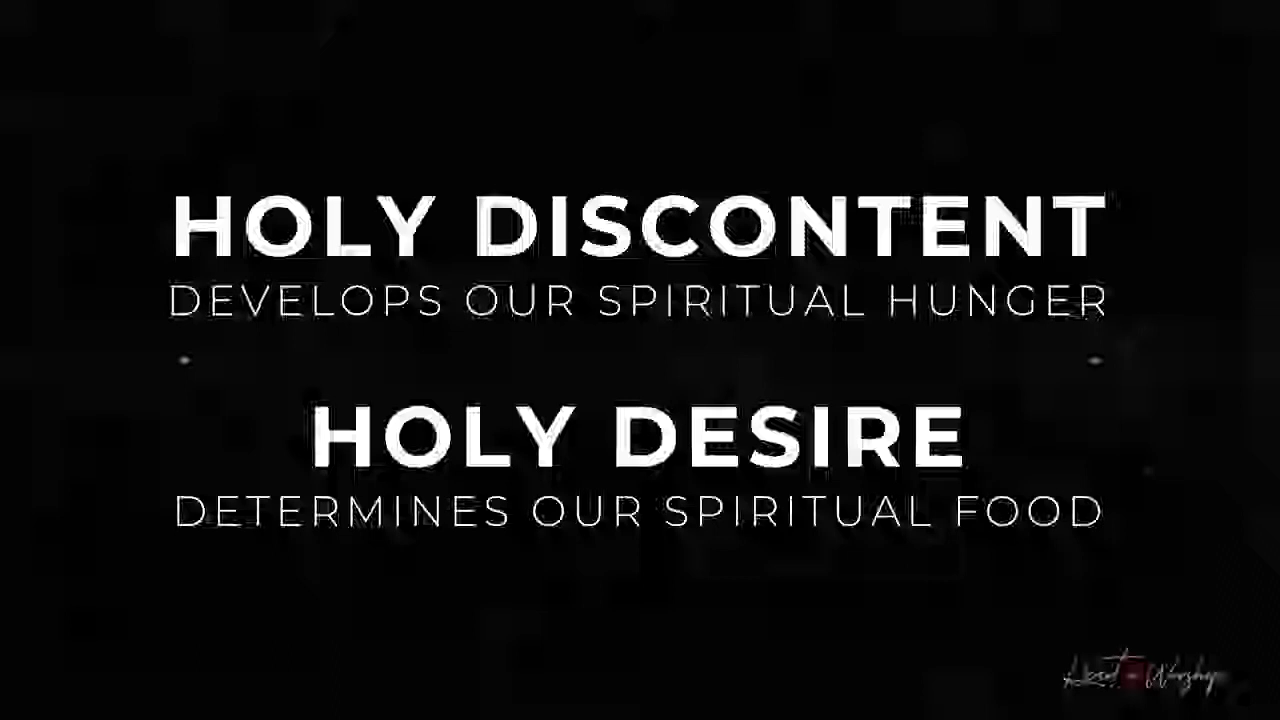 HOLY DISCONTENT
DEVELOPS OUR SPIRITUAL HUNGER
HOLY DESIRE
DETERMINES OUR SPIRITUAL FOOD